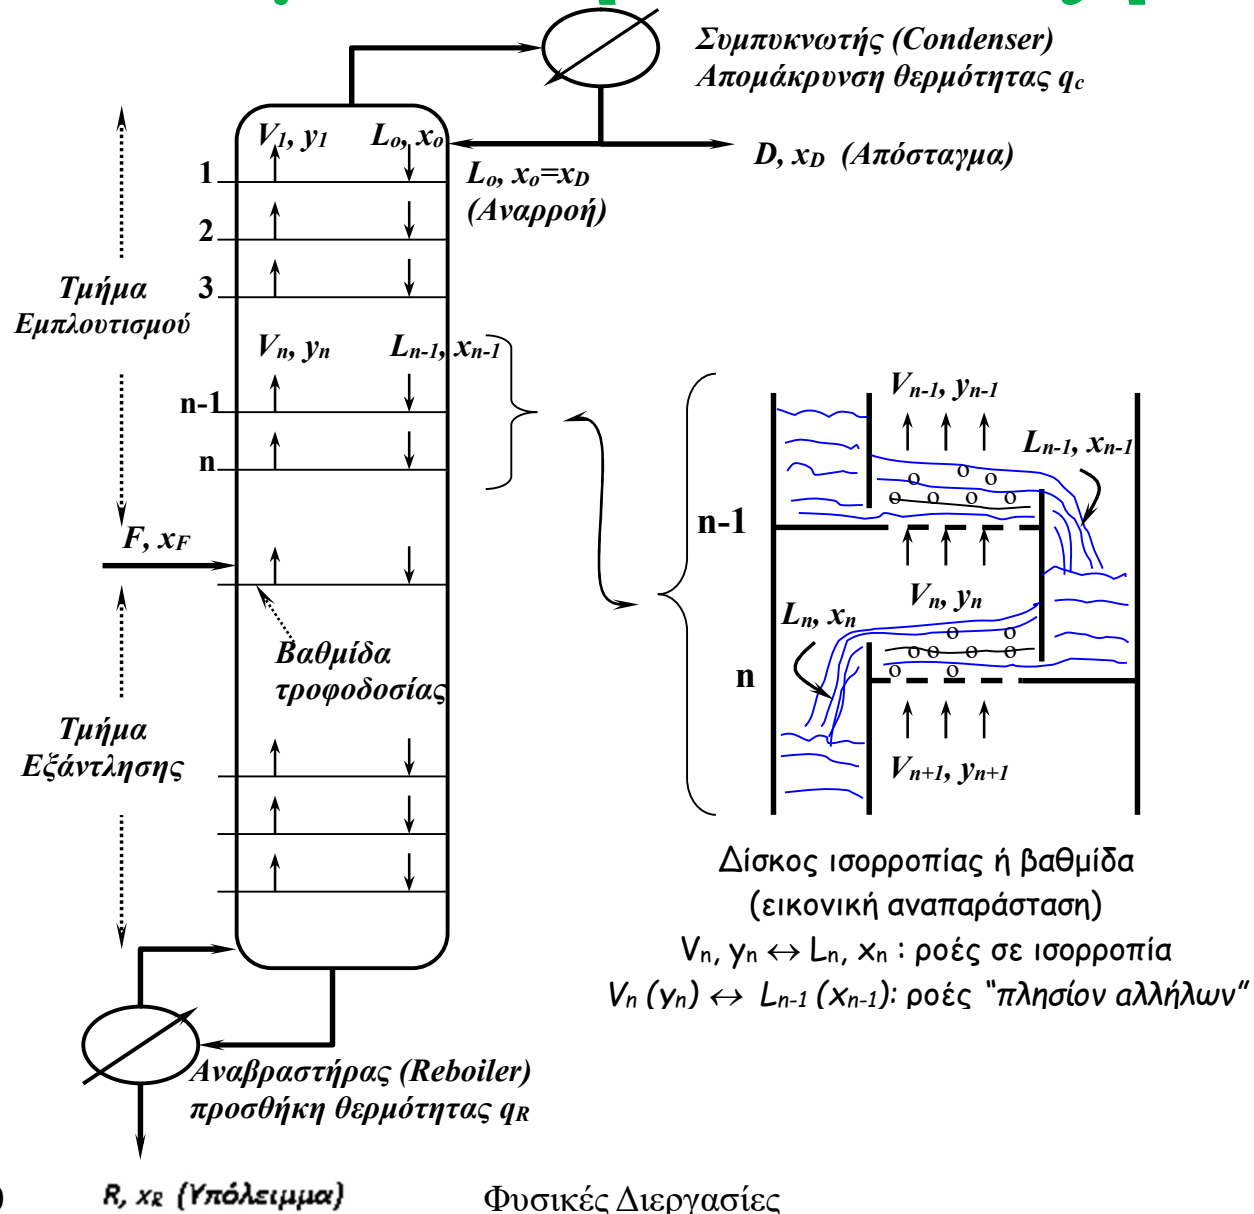 Συμπυκνωτής (Condenser)
Απομάκρυνση θερμότητας qc
V1, y1
Lo, xo
D, xD (Απόσταγμα)
1
Lo, xo=xD
(Αναρροή)
2
3
Τμήμα
Εμπλουτισμού
Vn, yn
Ln-1, xn-1
n-1
n
F, xF
Βαθμίδα
τροφοδοσίας
Τμήμα
Εξάντλησης
Vn-1, yn-1
Ln-1, xn-1
n-1
Vn, yn
Ln, xn
n
Vn+1, yn+1
Δίσκος ισορροπίας ή βαθμίδα
(εικονική αναπαράσταση)
Vn, yn ↔ Ln, xn : ροές σε ισορροπία
Vn (yn) ↔ Ln-1 (xn-1): ροές “πλησίον αλλήλων”
Αναβραστήρας (Reboiler)
προσθήκη θερμότητας qR
R, xR (Υπόλειμμα)
Φυσικές Διεργασίες